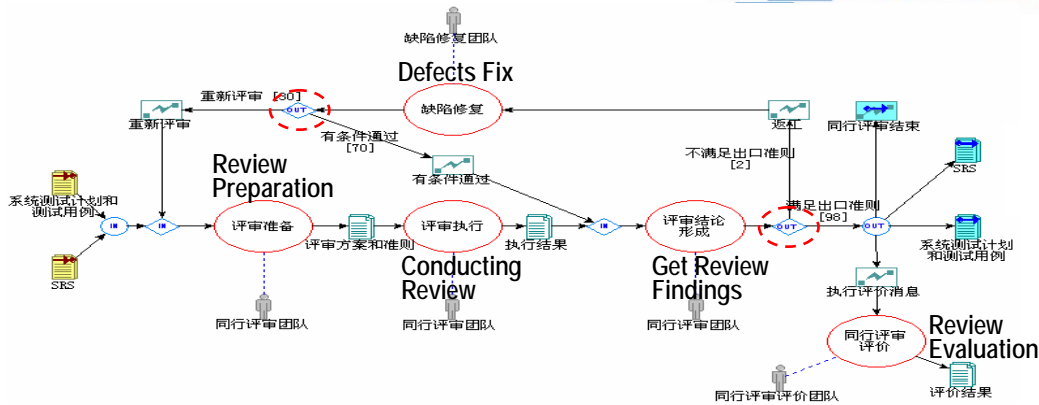 缺陷修复团队
Defects Fix
重新评审 [30]
OUT
缺陷修复
重新评审
返工
同行评审结束
有条件通过
[70]
不满足出口准则
[2]
Review
Preparation
有条件通过
SRS
系统测试计划和
测试用例
满足出口准则
[98]
IN
IN
评审准备
评审执行
IN
评审结论
形成
OUT
OUT
评审方案和准则
执行结果
系统测试计划
和测试用例
SRS
Conducting
Review
Get Review
Findings
执行评价消息
同行评审团队
同行评审团队
同行评审团队
同行评审
评价
Review
Evaluation
同行评审评价团队
评价结果